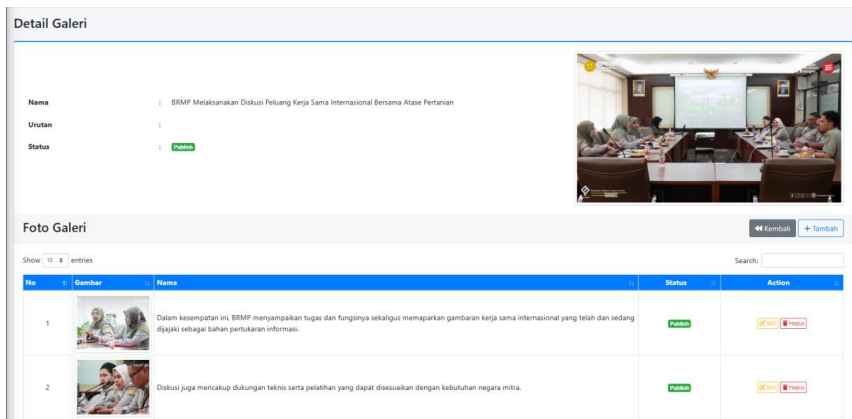 Detail Galeri
Nama : BRMP Melaksanakan Diskusi Peluang Kerja Sama Internasional Bersama Atase Pertanian
Urutan :
Status : Publish
Foto Galeri
Kembali
+ Tambah
Show 10 entries
Search:
No Gambar Nama Status Action
1 Dalam kesempatan ini, BRMP menyampaikan tugas dan fungsinya sekaligus memaparkan gambaran kerja sama internasional yang telah dan sedang
dijajaki sebagai bahan pertukaran informasi. Publish Edit Hapus
2 Diskusi juga mencakup dukungan teknis serta pelatihan yang dapat disesuaikan dengan kebutuhan negara mitra. Publish Edit Hapus